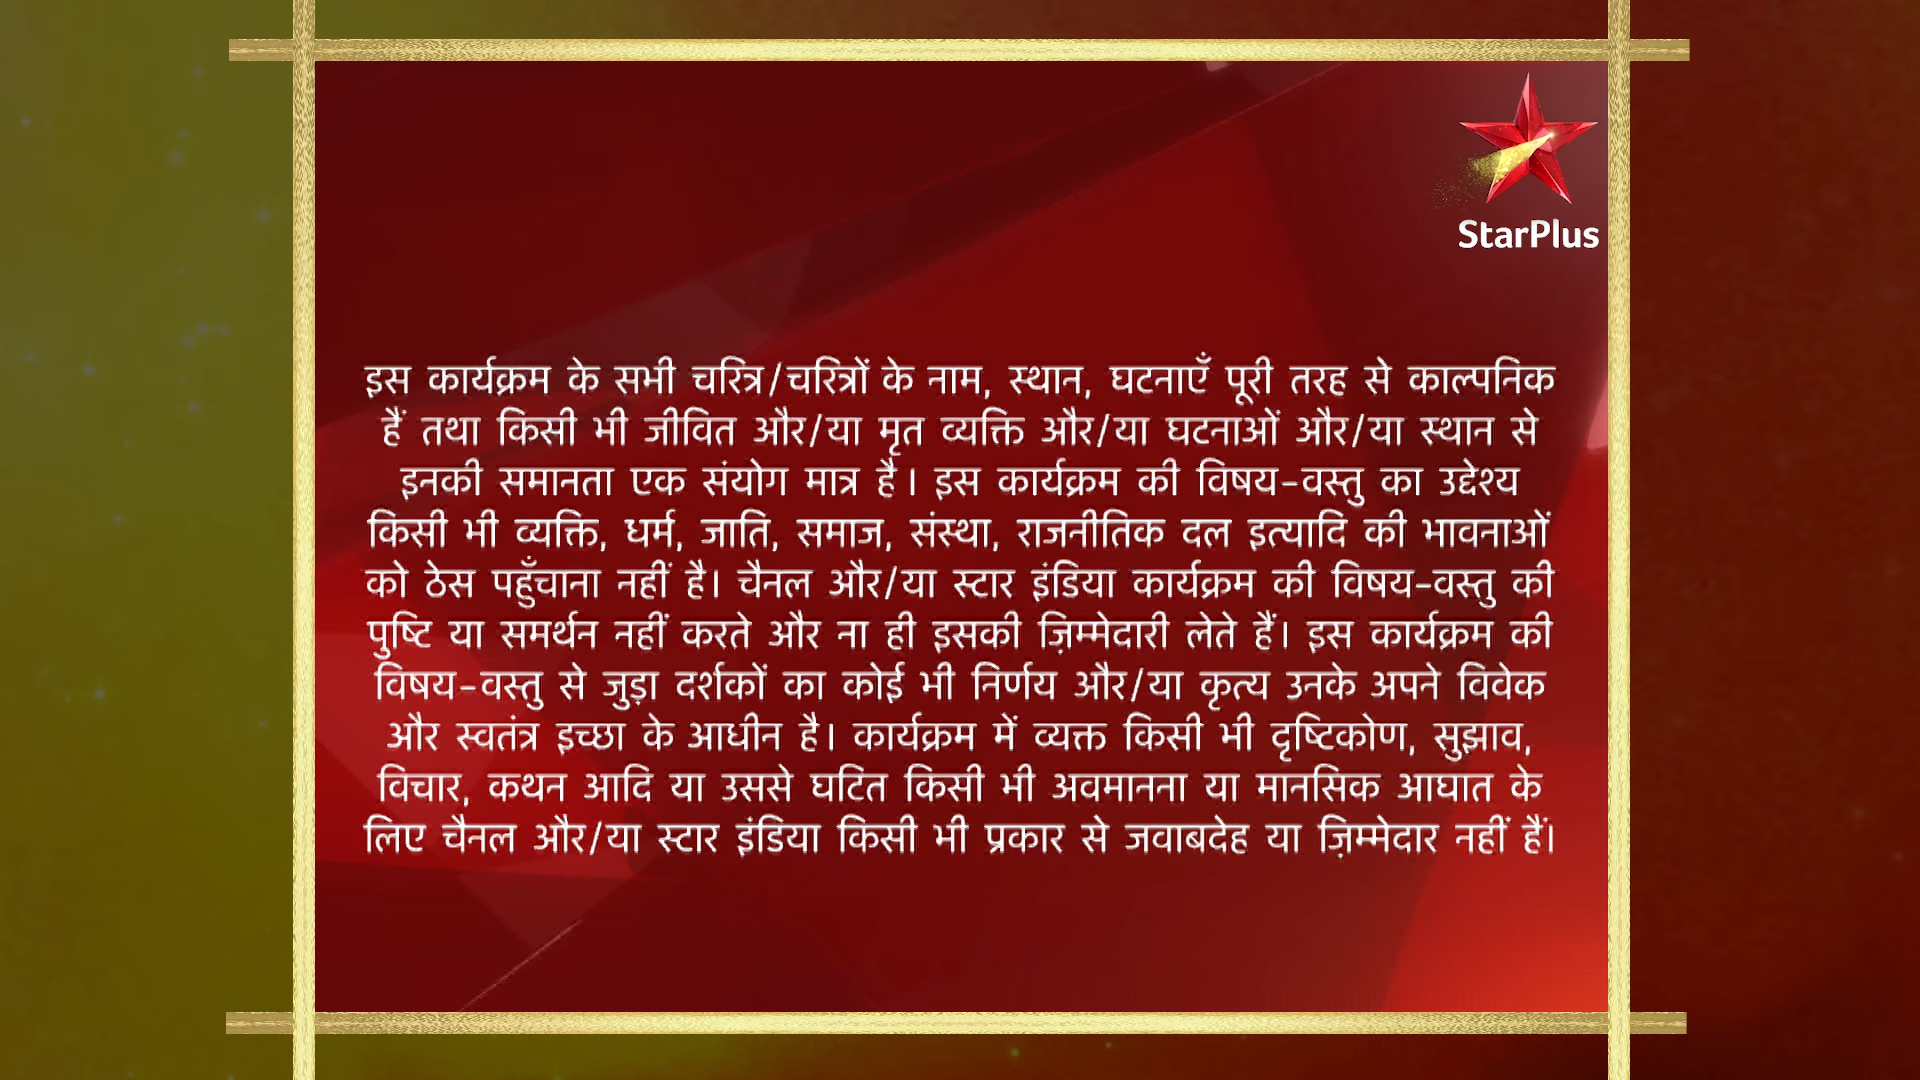 StarPlus
इस कार्यक्रम के सभी चरित्र/चरित्रों के नाम, स्थान, घटनाएँ पूरी तरह से काल्पनिक
हैं तथा किसी भी जीवित और/या मृत व्यक्ति और/या घटनाओं और/या स्थान से
इनकी समानता एक संयोग मात्र है। इस कार्यक्रम की विषय-वस्तु का उद्देश्य
किसी भी व्यक्ति, धर्म, जाति, समाज, संस्था, राजनीतिक दल इत्यादि की भावनाओं
को ठेस पहुँचाना नहीं है। चैनल और/या स्टार इंडिया कार्यक्रम की विषय-वस्तु की
पुष्टि या समर्थन नहीं करते और ना ही इसकी ज़िम्मेदारी लेते हैं। इस कार्यक्रम की
विषय-वस्तु से जुड़ा दर्शकों का कोई भी निर्णय और/या कृत्य उनके अपने विवेक
और स्वतंत्र इच्छा के आधीन है। कार्यक्रम में व्यक्त किसी भी दृष्टिकोण, सुझाव,
विचार, कथन आदि या उससे घटित किसी भी अवमानना या मानसिक आघात के
लिए चैनल और/या स्टार इंडिया किसी भी प्रकार से जवाबदेह या ज़िम्मेदार नहीं हैं।